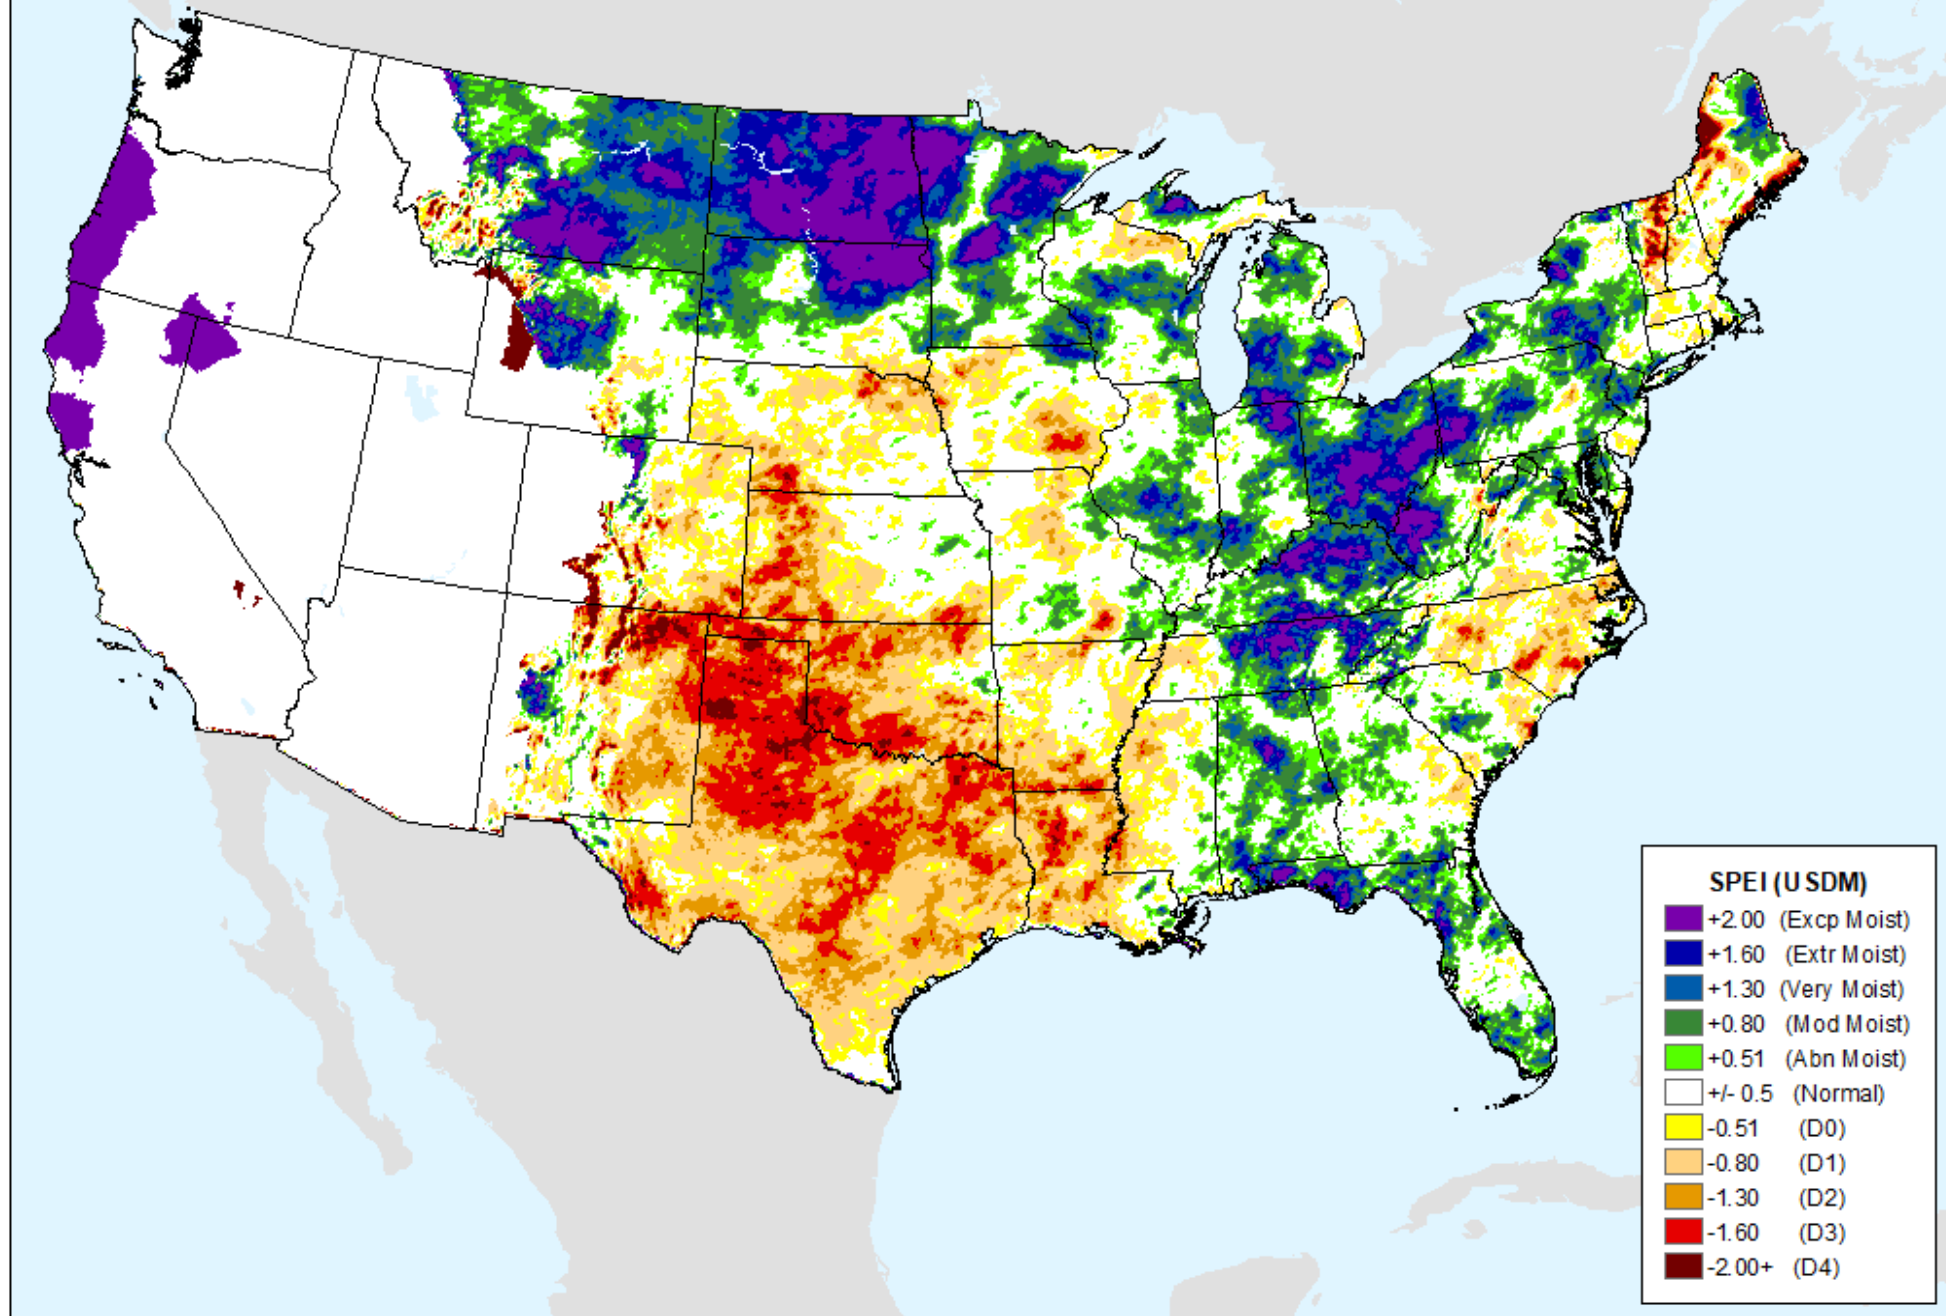 SPEI (USDM)
+2.00 (Excp Moist)
+1.60 (Extr Moist)
+1.30 (Very Moist)
+0.80 (Mod Moist)
+0.51 (Abn Moist)
+/- 0.5 (Normal)
-0.51 (D0)
-0.80 (D1)
-1.30 (D2)
-1.60 (D3)
-2.00+ (D4)